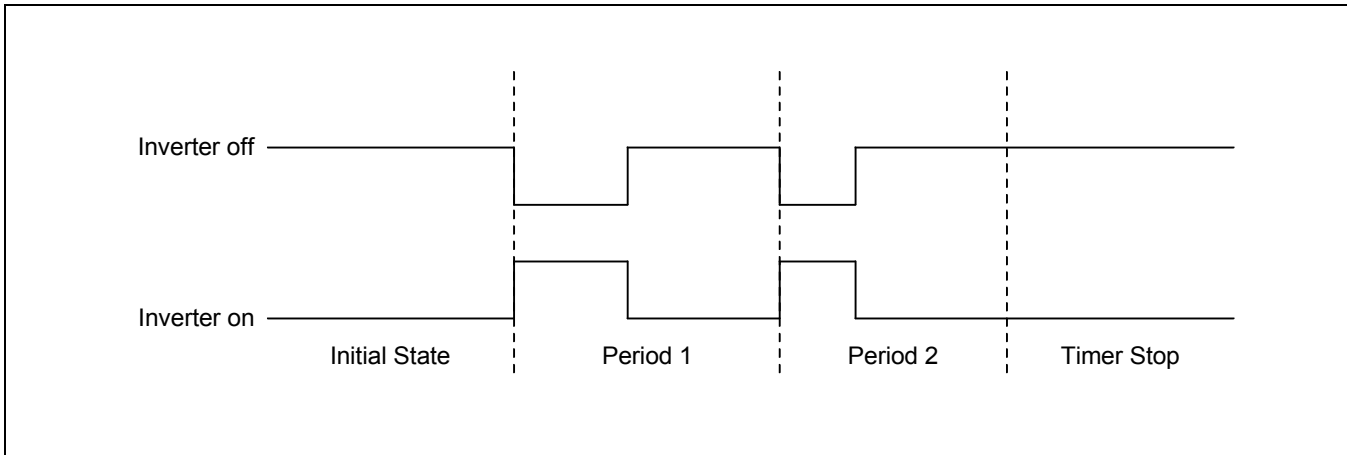 Inverter off
Inverter on
Initial State Period 1 Period 2 Timer Stop